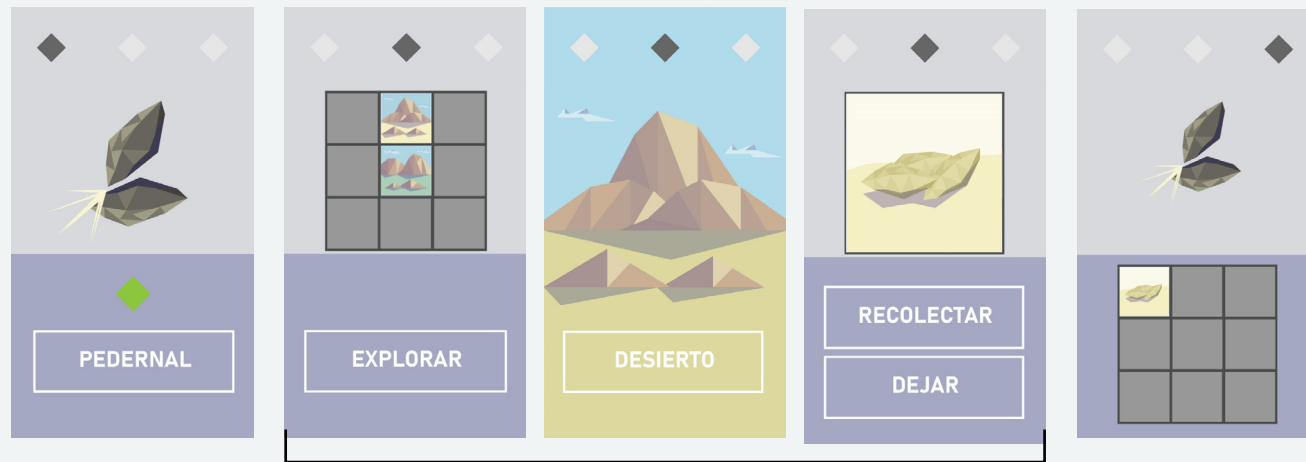 PEDERNAL
EXPLORAR
DESIERTO
RECOLECTAR
DEJAR